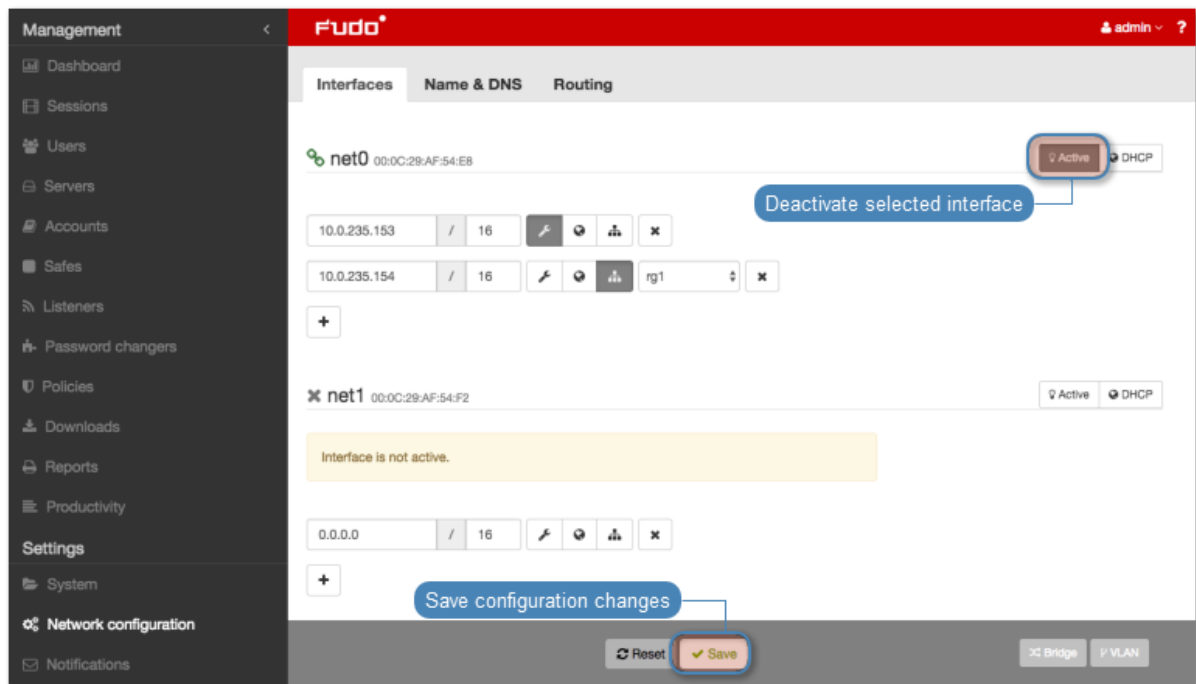 Management <
Fudo
admin ?
Dashboard
Sessions
Users
Servers
Accounts
Safes
Listeners
Password changers
Policies
Downloads
Reports
Productivity
Settings
System
Network configuration
Notifications
Interfaces Name & DNS Routing
net0 00:0C:29:AF:54:E8
Active DHCP
Deactivate selected interface
10.0.235.153 / 16
10.0.235.154 / 16 rg1
+
net1 00:0C:29:AF:54:F2
Active DHCP
Interface is not active.
0.0.0.0 / 16
+
Save configuration changes
Reset Save
Bridge VLAN